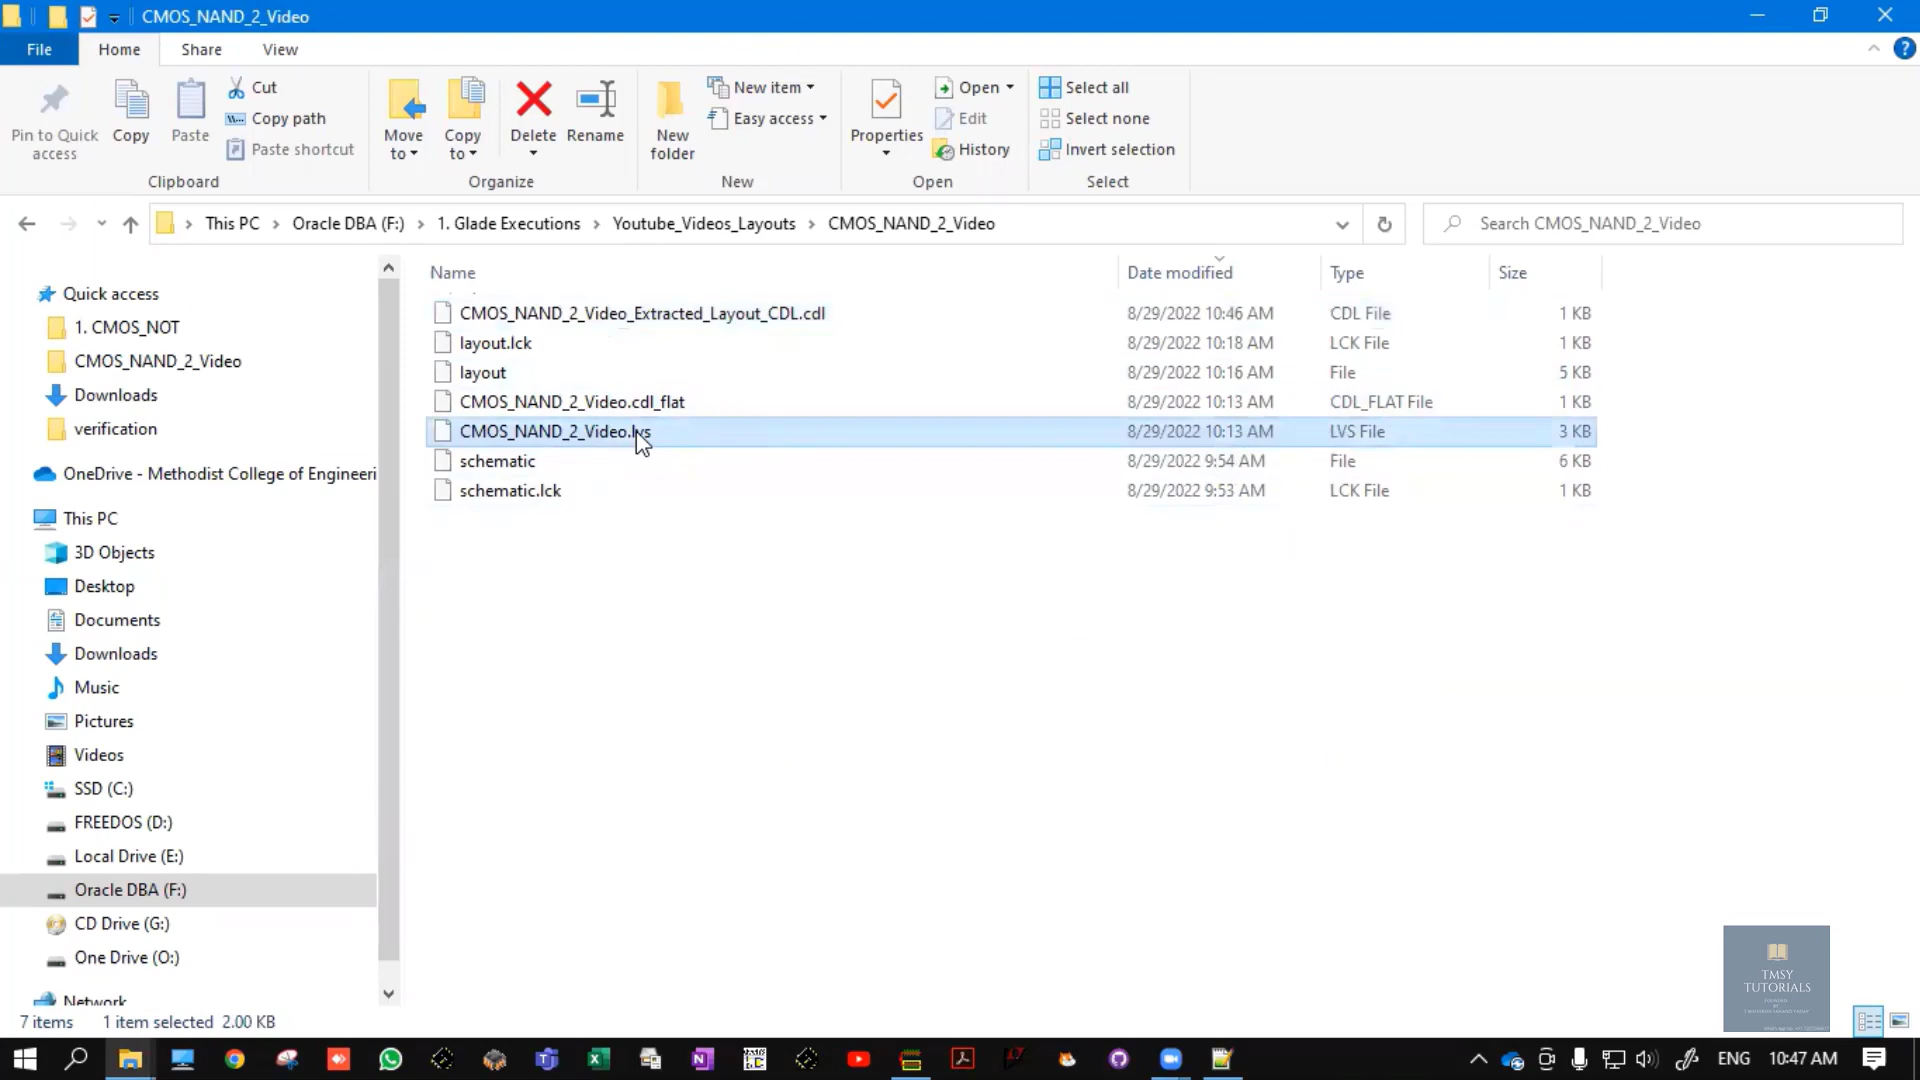 CMOS_NAND_2_Video
File Home Share View
Pin to Quick access
Copy
Paste
Cut
Copy path
Paste shortcut
Clipboard
Move to
Copy to
Delete
Rename
Organize
New folder
New item
Easy access
New
Properties
Open
Edit
History
Open
Select all
Select none
Invert selection
Select
This PC > Oracle DBA (F:) > 1. Glade Executions > Youtube_Videos_Layouts > CMOS_NAND_2_Video
Search CMOS_NAND_2_Video
Name Date modified Type Size
CMOS_NAND_2_Video_Extracted_Layout_CDL.cdl 8/29/2022 10:46 AM CDL File 1 KB
layout.lck 8/29/2022 10:18 AM LCK File 1 KB
layout 8/29/2022 10:16 AM File 5 KB
CMOS_NAND_2_Video.cdl_flat 8/29/2022 10:13 AM CDL_FLAT File 1 KB
CMOS_NAND_2_Video.lvs 8/29/2022 10:13 AM LVS File 3 KB
schematic 8/29/2022 9:54 AM File 6 KB
schematic.lck 8/29/2022 9:53 AM LCK File 1 KB
Quick access
1. CMOS_NOT
CMOS_NAND_2_Video
Downloads
verification
OneDrive - Methodist College of Engineeri
This PC
3D Objects
Desktop
Documents
Downloads
Music
Pictures
Videos
SSD (C:)
FREEDOS (D:)
Local Drive (E:)
Oracle DBA (F:)
CD Drive (G:)
One Drive (O:)
Network
TMSY
TUTORIALS
7 items 1 item selected 2.00 KB
ENG 10:47 AM